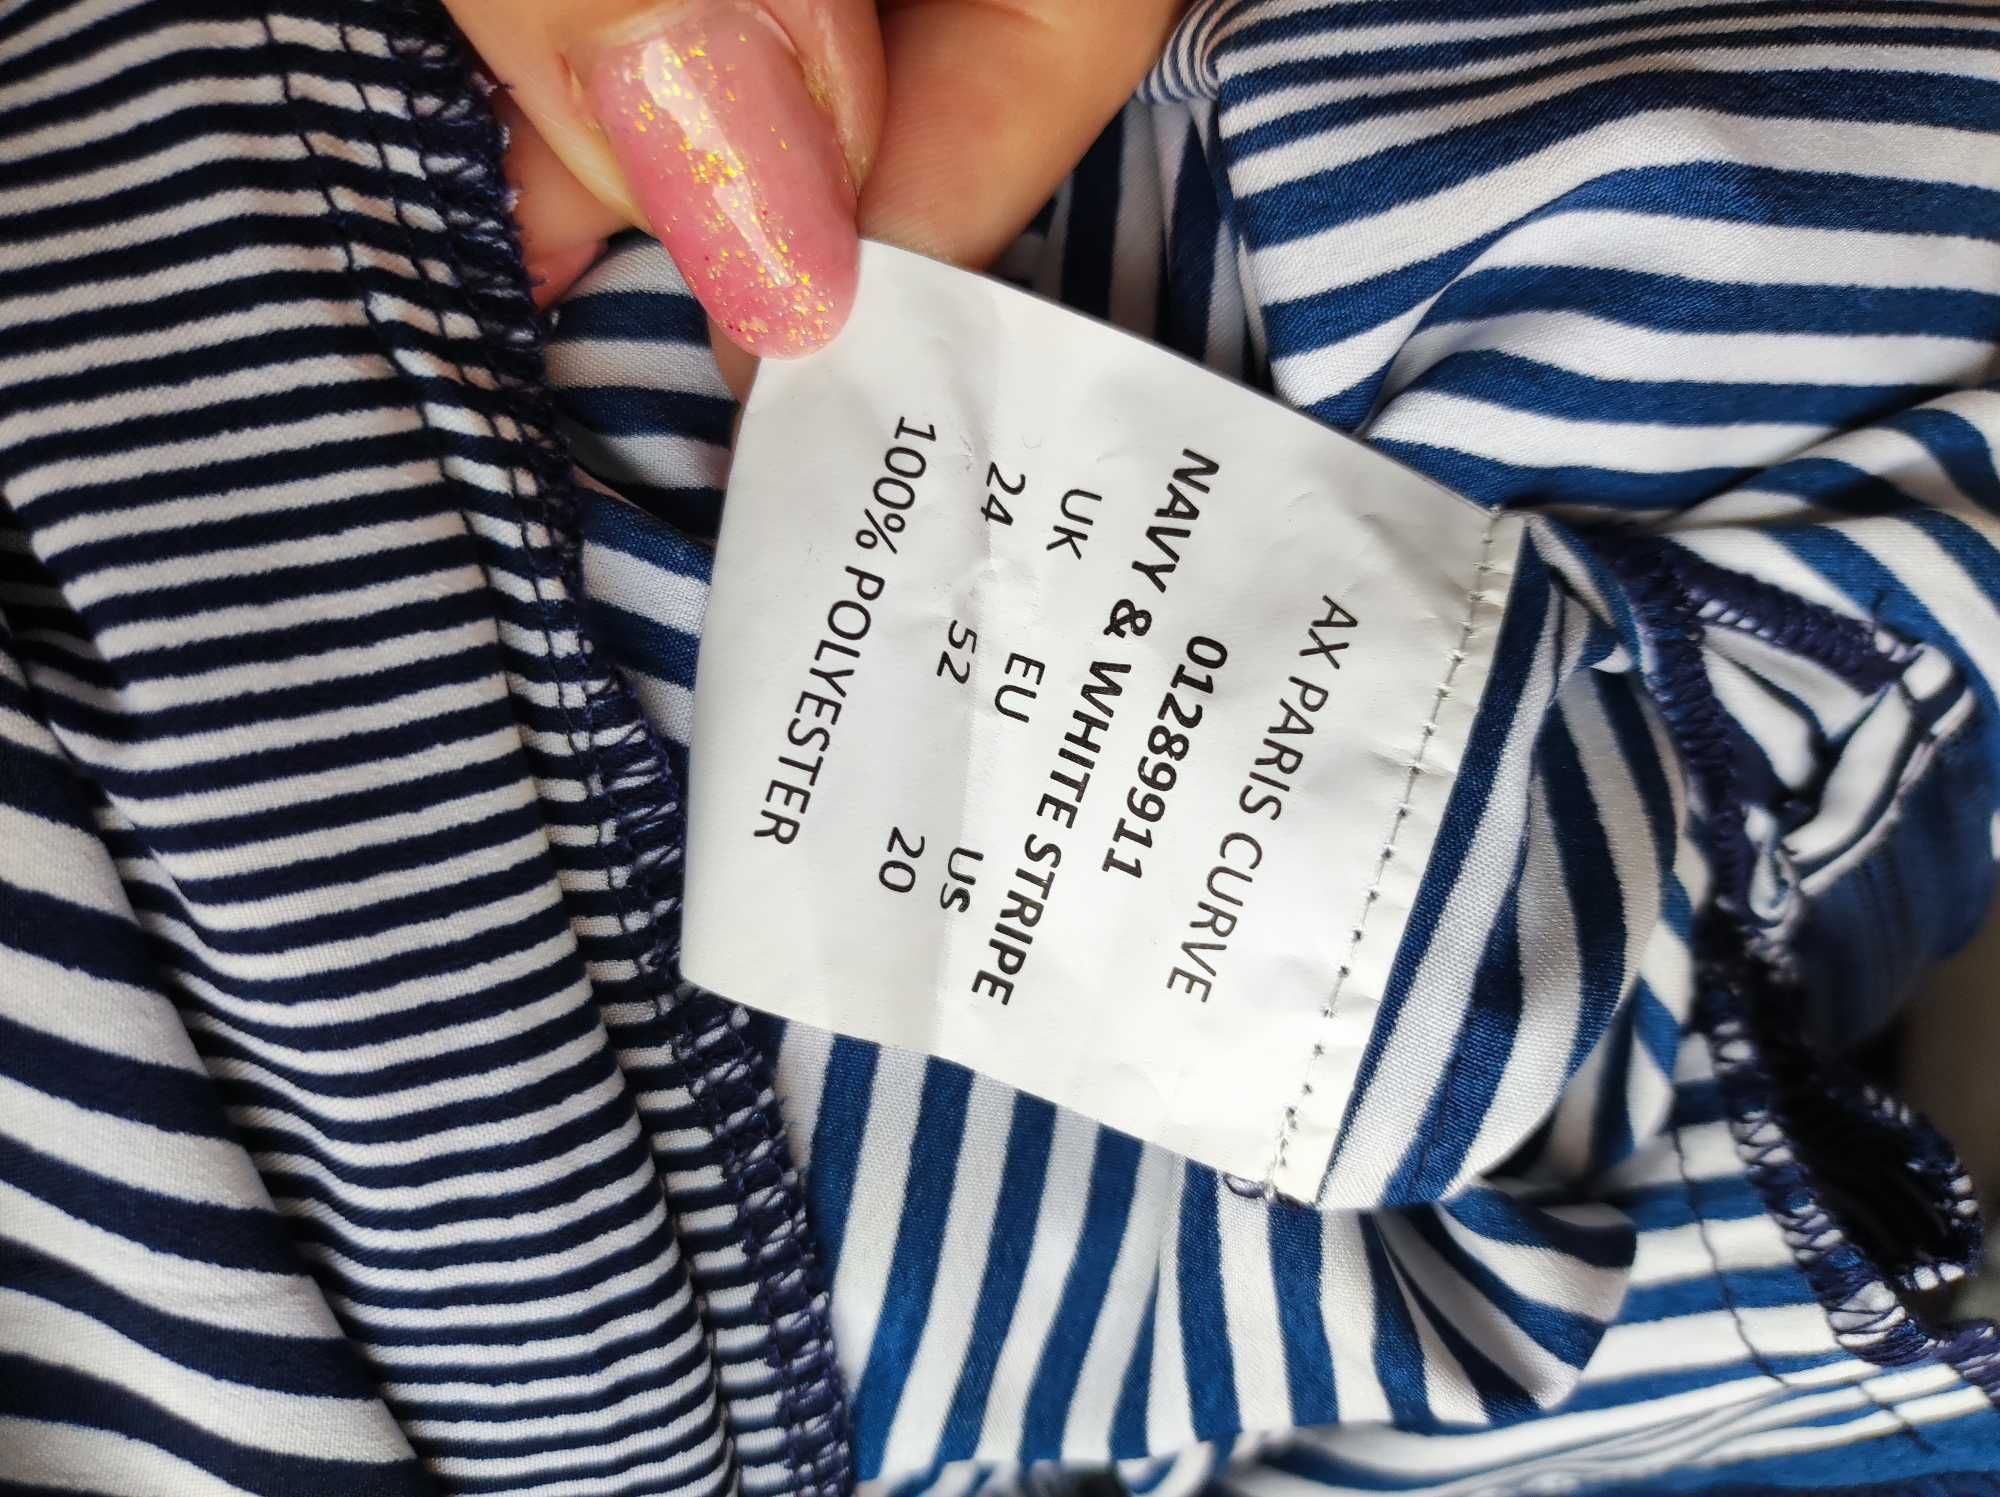 AX PARIS CURVE
01289911
NAVY & WHITE STRIPE
UK EU US
24 52 20
100% POLYESTER